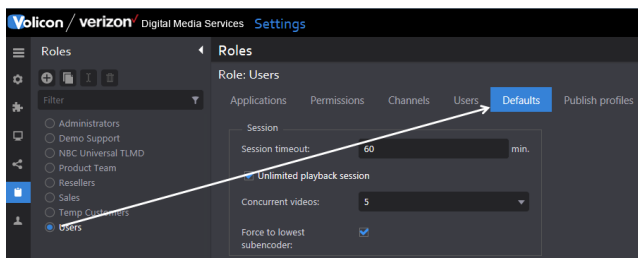 Volicon / verizon✓ Digital Media Services Settings
Roles
Filter
Administrators
Demo Support
NBC Universal TLMD
Product Team
Resellers
Sales
Temp Customers
Users
Roles
Role: Users
Applications Permissions Channels Users Defaults Publish profiles
Session
Session timeout: 60 min.
Unlimited playback session
Concurrent videos: 5
Force to lowest
subencoder: